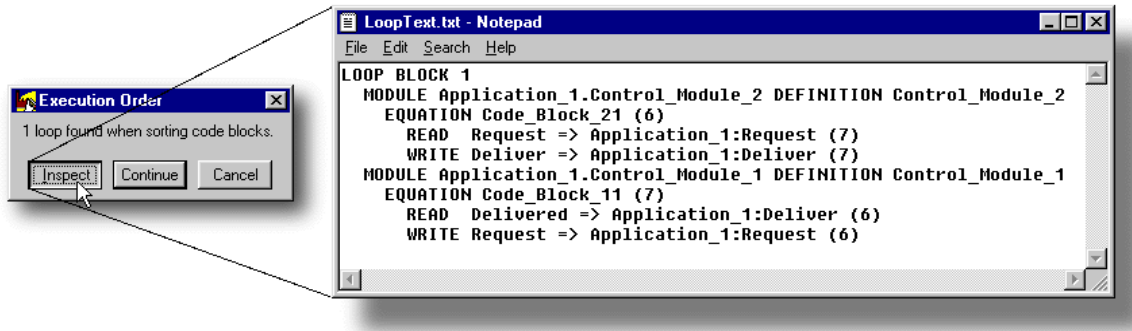 Execution Order
1 loop found when sorting code blocks.
Inspect Continue Cancel
LoopText.txt - Notepad
File Edit Search Help
LOOP BLOCK 1
MODULE Application_1.Control_Module_2 DEFINITION Control_Module_2
EQUATION Code_Block_21 (6)
READ Request => Application_1:Request (7)
WRITE Deliver => Application_1:Deliver (7)
MODULE Application_1.Control_Module_1 DEFINITION Control_Module_1
EQUATION Code_Block_11 (7)
READ Delivered => Application_1:Deliver (6)
WRITE Request => Application_1:Request (6)